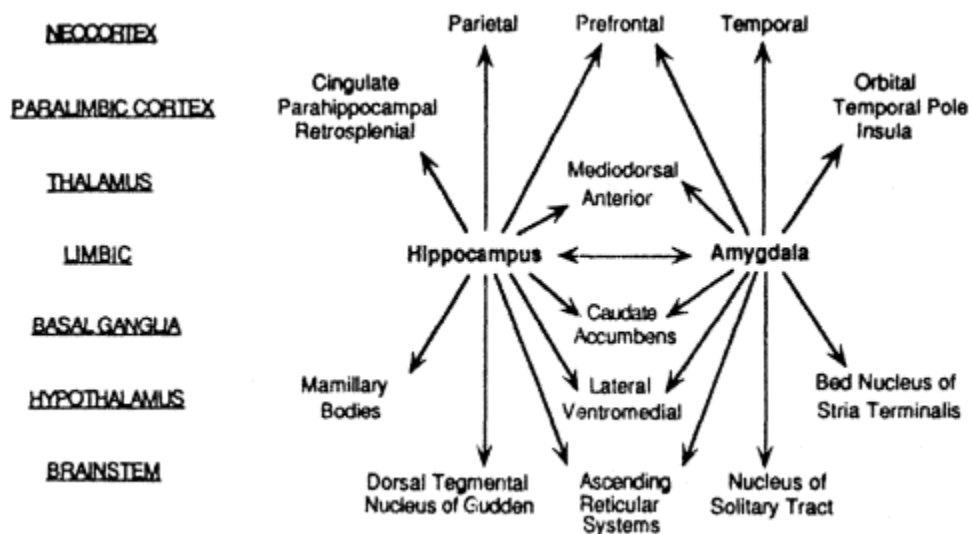 NEOCORTEX
Parietal
Prefrontal
Temporal
PARALIMBIC CORTEX
Cingulate
Parahippocampal
Retrosplenial
Orbital
Temporal Pole
Insula
THALAMUS
Mediodorsal
Anterior
LIMBIC
Hippocampus
Amygdala
BASAL GANGLIA
Caudate
Accumbens
HYPOTHALAMUS
Mamillary
Bodies
Lateral
Ventromedial
Bed Nucleus of
Stria Terminalis
BRAINSTEM
Dorsal Tegmental
Nucleus of Gudden
Ascending
Reticular
Systems
Nucleus of
Solitary Tract